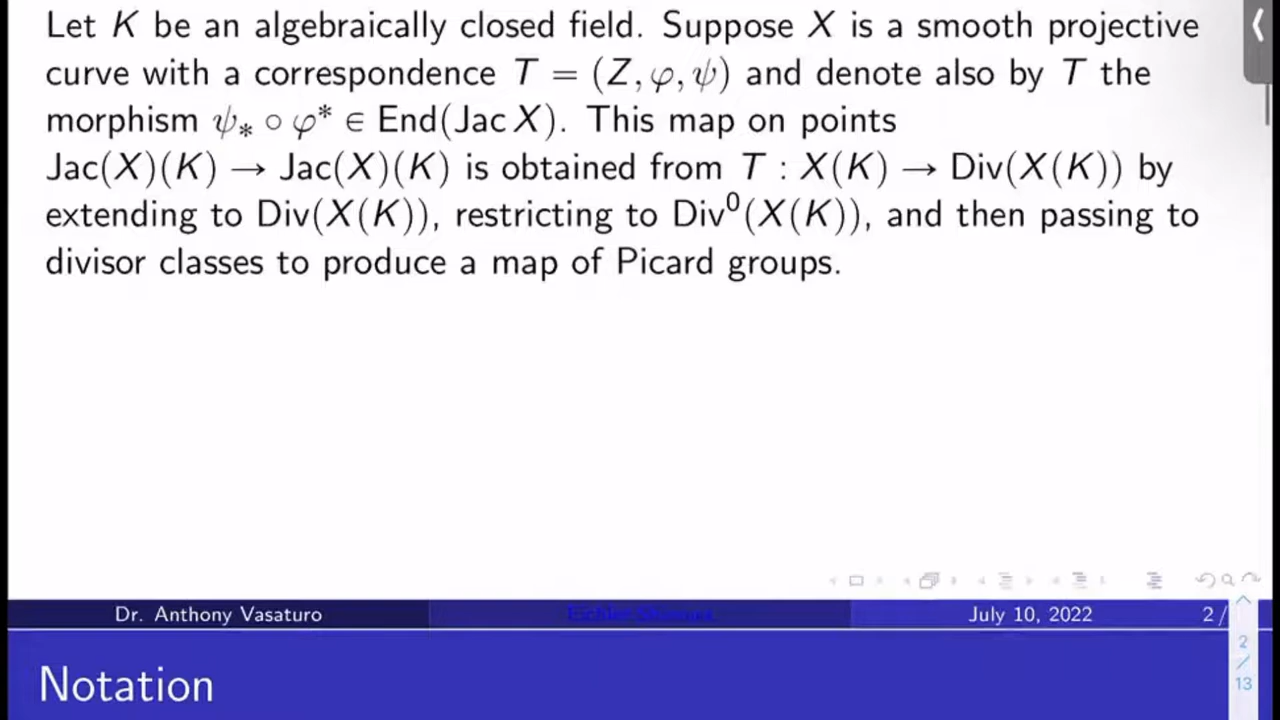 Let K be an algebraically closed field. Suppose X is a smooth projective
curve with a correspondence T = (Z, φ, ψ) and denote also by T the
morphism ψ∗ ∘ φ* ∈ End(Jac X). This map on points
Jac(X)(K) → Jac(X)(K) is obtained from T : X(K) → Div(X(K)) by
extending to Div(X(K)), restricting to Div⁰(X(K)), and then passing to
divisor classes to produce a map of Picard groups.
Dr. Anthony Vasaturo July 10, 2022 2 /
2
/
13
Notation